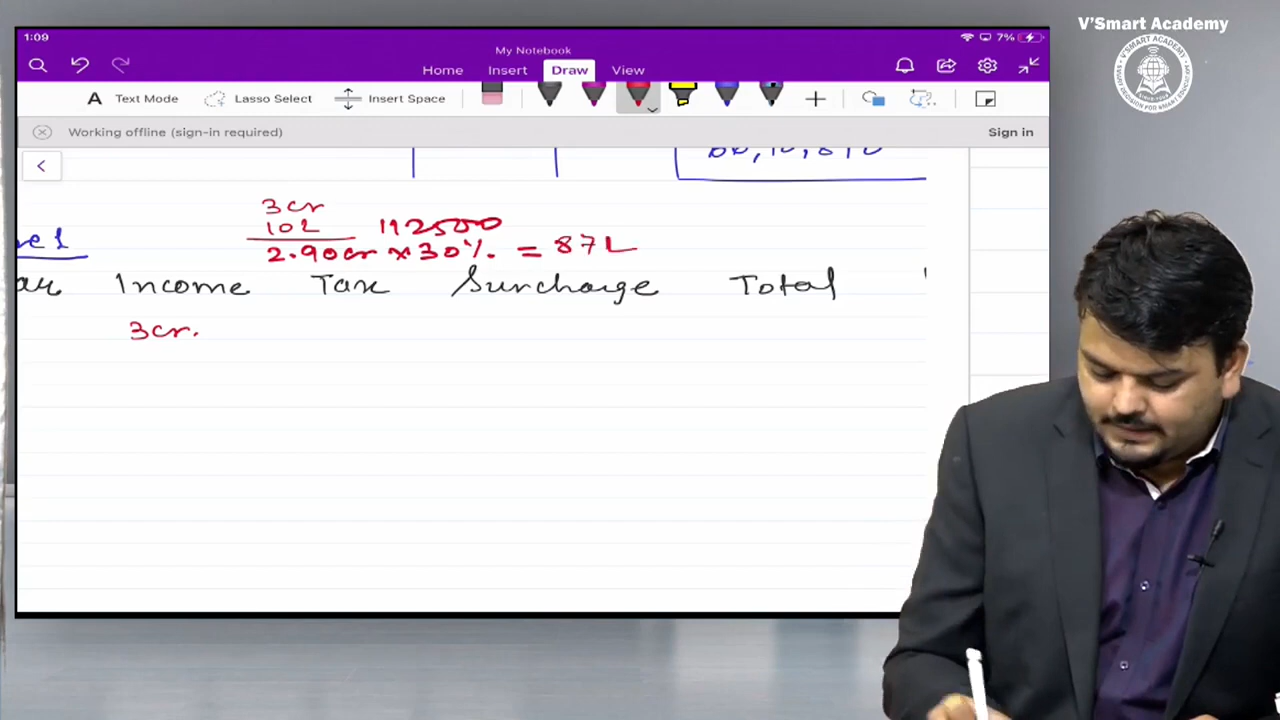 V'Smart Academy
1:09
7%
My Notebook
Home Insert Draw View
Text Mode Lasso Select Insert Space
Working offline (sign-in required) Sign in
3cr
10L 112500
2.90cr × 30% = 87L
Income Tax Surcharge Total
3cr.